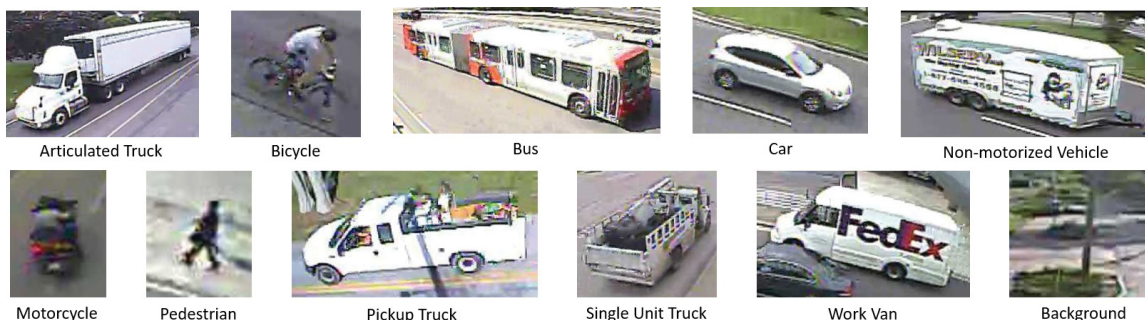 Articulated Truck
Bicycle
Bus
Car
Non-motorized Vehicle
FedEx
Motorcycle
Pedestrian
Pickup Truck
Single Unit Truck
Work Van
Background